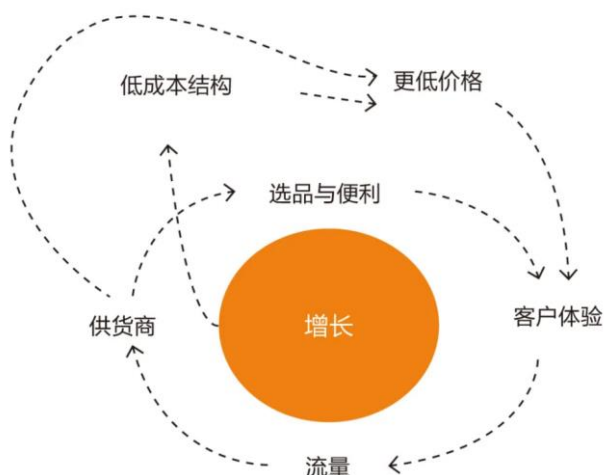 低成本结构
更低价格
选品与便利
供货商
增长
客户体验
流量